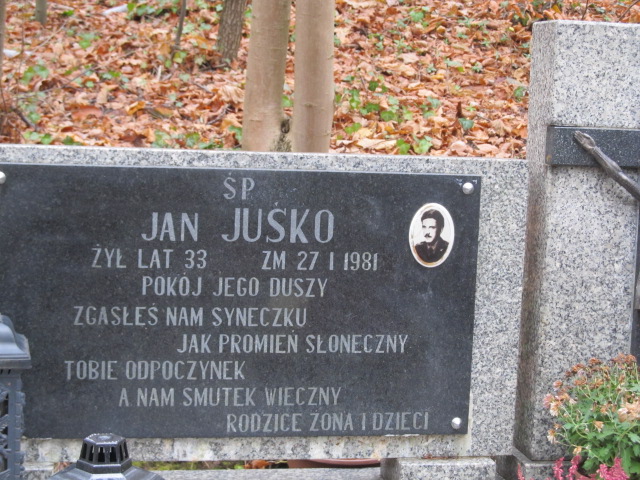 ŚP
JAN JUŚKO
ŻYŁ LAT 33 ZM 27 I 1981
POKÓJ JEGO DUSZY
ZGASŁEŚ NAM SYNECZKU
JAK PROMIEŃ SŁONECZNY
TOBIE ODPOCZYNEK
A NAM SMUTEK WIECZNY
RODZICE ŻONA I DZIECI